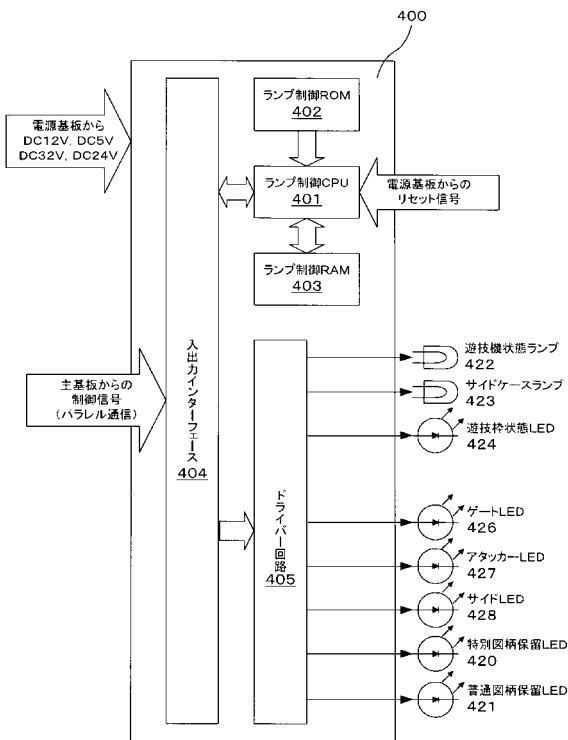 400
ランプ制御ROM
402
電源基板から
DC12V, DC5V
DC32V, DC24V
ランプ制御CPU
401
電源基板からの
リセット信号
ランプ制御RAM
403
主基板からの
制御信号
(パラレル通信)
入出力インターフェース
404
ドライバー回路
405
遊技機状態ランプ
422
サイドケースランプ
423
遊技枠状態LED
424
ゲートLED
426
アタッカーLED
427
サイドLED
428
特別図柄保留LED
420
普通図柄保留LED
421